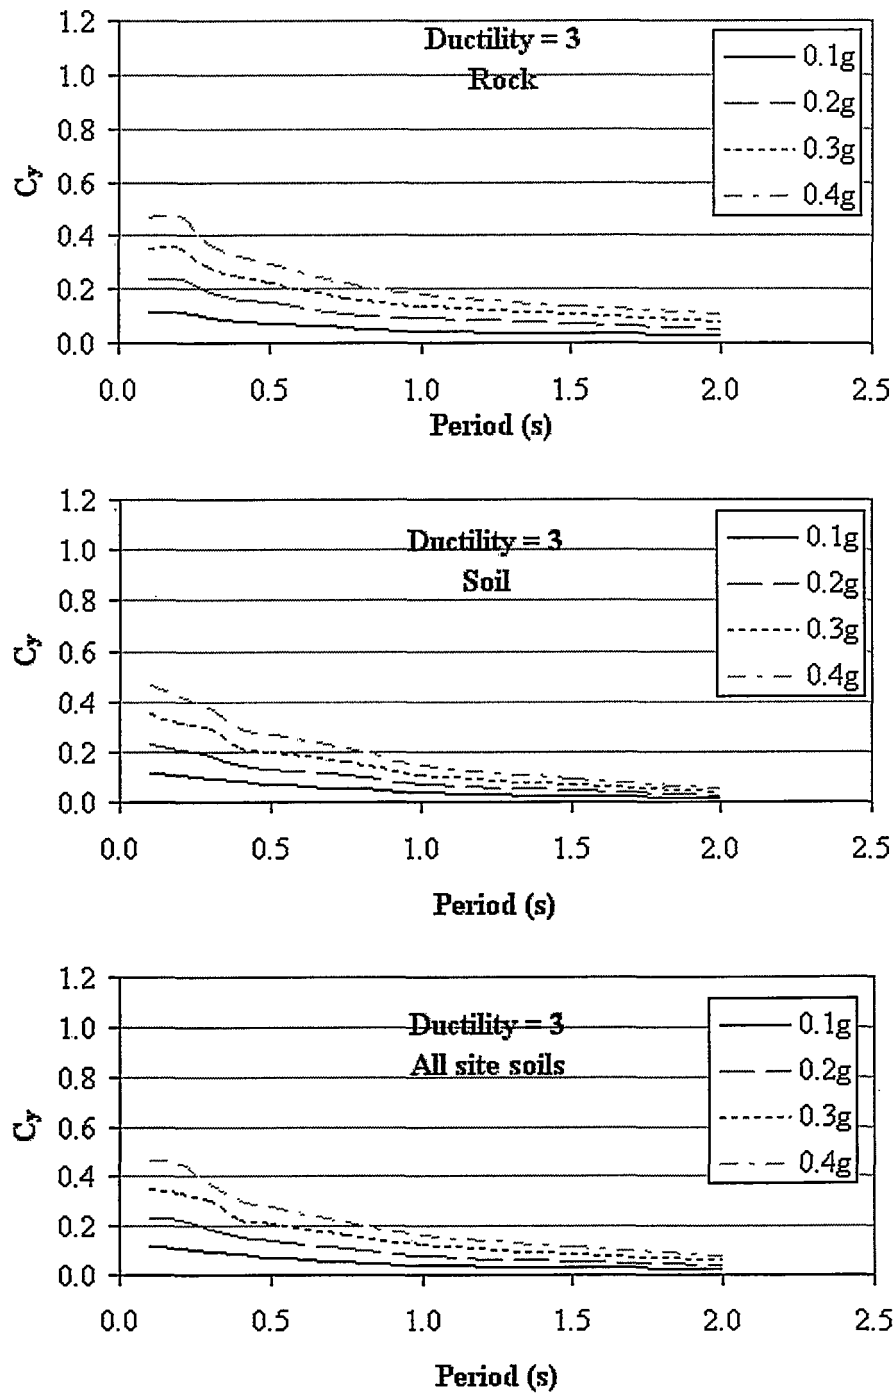 1.2
1.0
0.8
0.6
0.4
0.2
0.0
Cy
Ductility = 3
Rock
0.1g
0.2g
0.3g
0.4g
0.0 0.5 1.0 1.5 2.0 2.5
Period (s)
1.2
1.0
0.8
0.6
0.4
0.2
0.0
Cy
Ductility = 3
Soil
0.1g
0.2g
0.3g
0.4g
0.0 0.5 1.0 1.5 2.0 2.5
Period (s)
1.2
1.0
0.8
0.6
0.4
0.2
0.0
Cy
Ductility = 3
All site soils
0.1g
0.2g
0.3g
0.4g
0.0 0.5 1.0 1.5 2.0 2.5
Period (s)